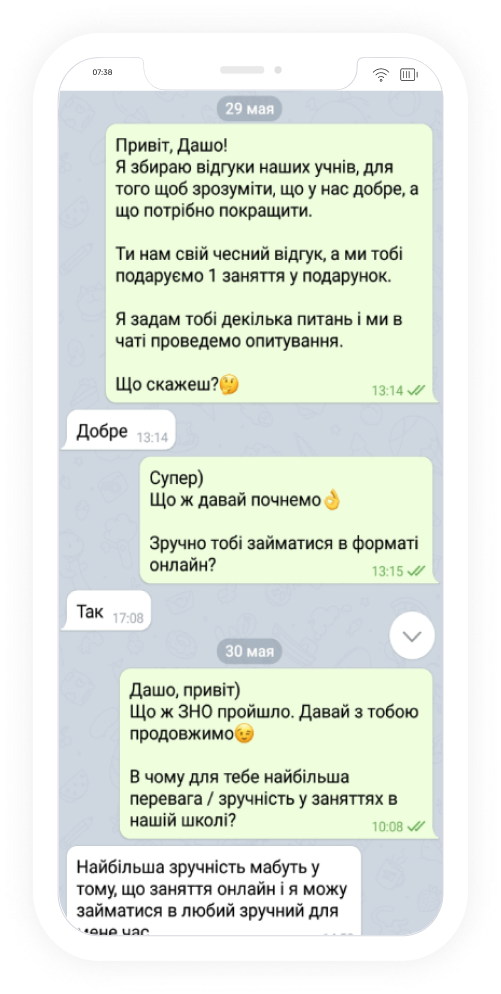 07:38
29 мая
Привіт, Дашо!
Я збираю відгуки наших учнів, для
того щоб зрозуміти, що у нас добре, а
що потрібно покращити.
Ти нам свій чесний відгук, а ми тобі
подаруємо 1 заняття у подарунок.
Я задам тобі декілька питань і ми в
чаті проведемо опитування.
Що скажеш?🤔
13:14
Добре 13:14
Супер)
Що ж давай почнемо👌
Зручно тобі займатися в форматі
онлайн?
13:15
Так 17:08
30 мая
Дашо, привіт)
Що ж ЗНО пройшло. Давай з тобою
продовжимо😉
В чому для тебе найбільша
перевага / зручність у заняттях в
нашій школі?
10:08
Найбільша зручність мабуть у
тому, що заняття онлайн і я можу
займатися в любий зручний для
мене час